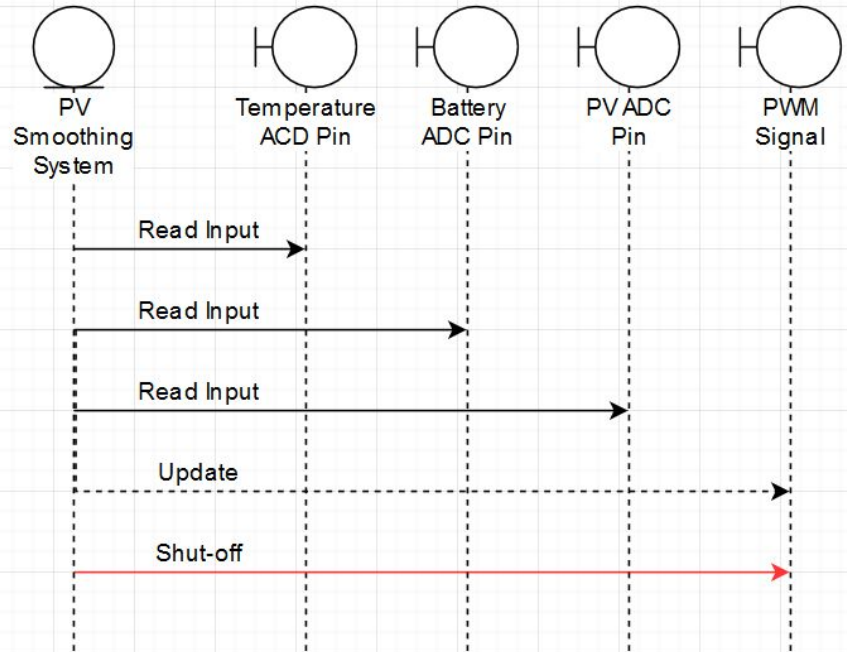 PV
Smoothing
System
Temperature
ACD Pin
Battery
ADC Pin
PV ADC
Pin
PWM
Signal
Read Input
Read Input
Read Input
Update
Shut-off